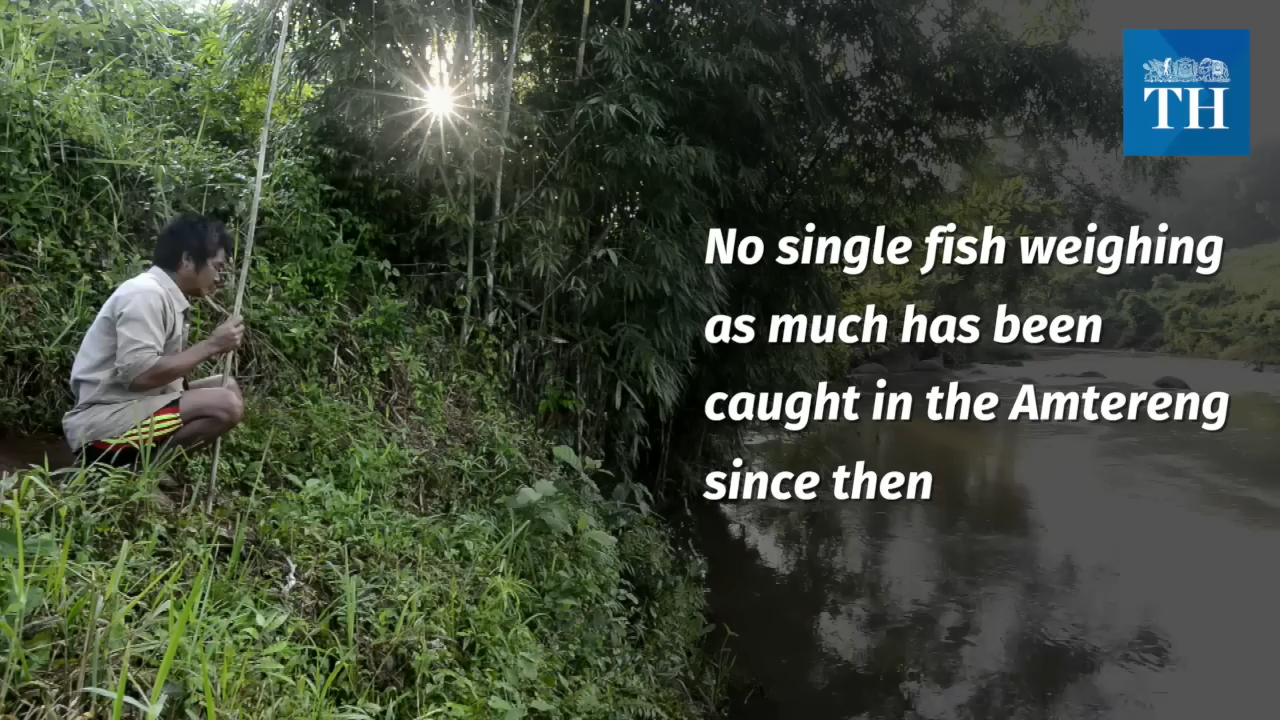 TH
No single fish weighing
as much has been
caught in the Amtereng
since then